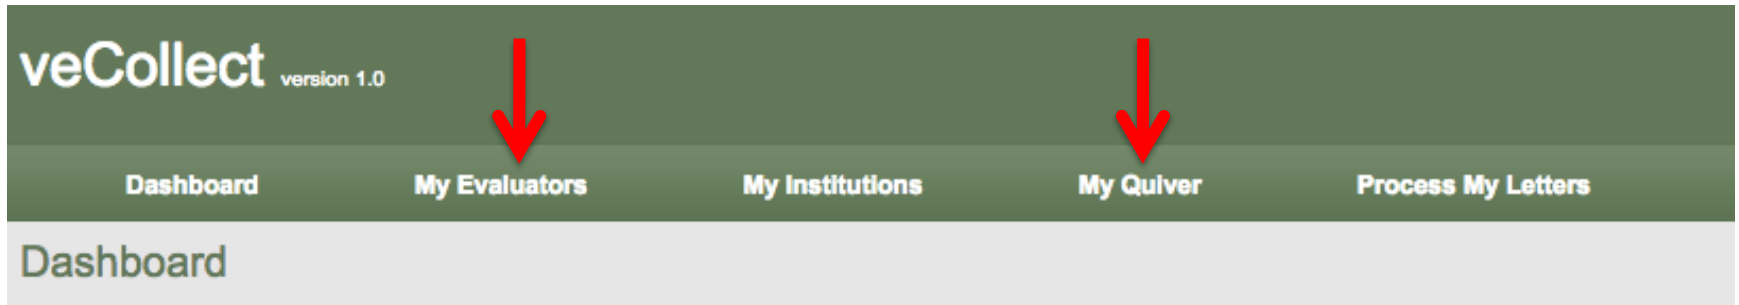 veCollect version 1.0
Dashboard My Evaluators My Institutions My Quiver Process My Letters
Dashboard